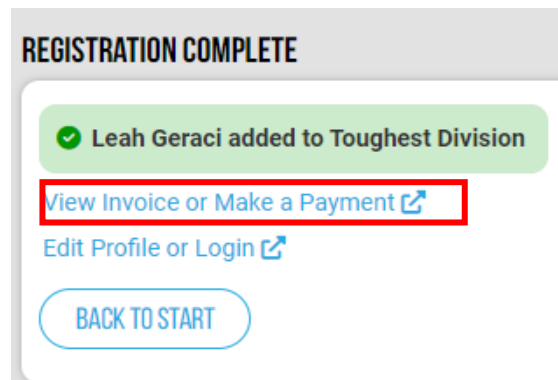 REGISTRATION COMPLETE
Leah Geraci added to Toughest Division
View Invoice or Make a Payment
Edit Profile or Login
BACK TO START